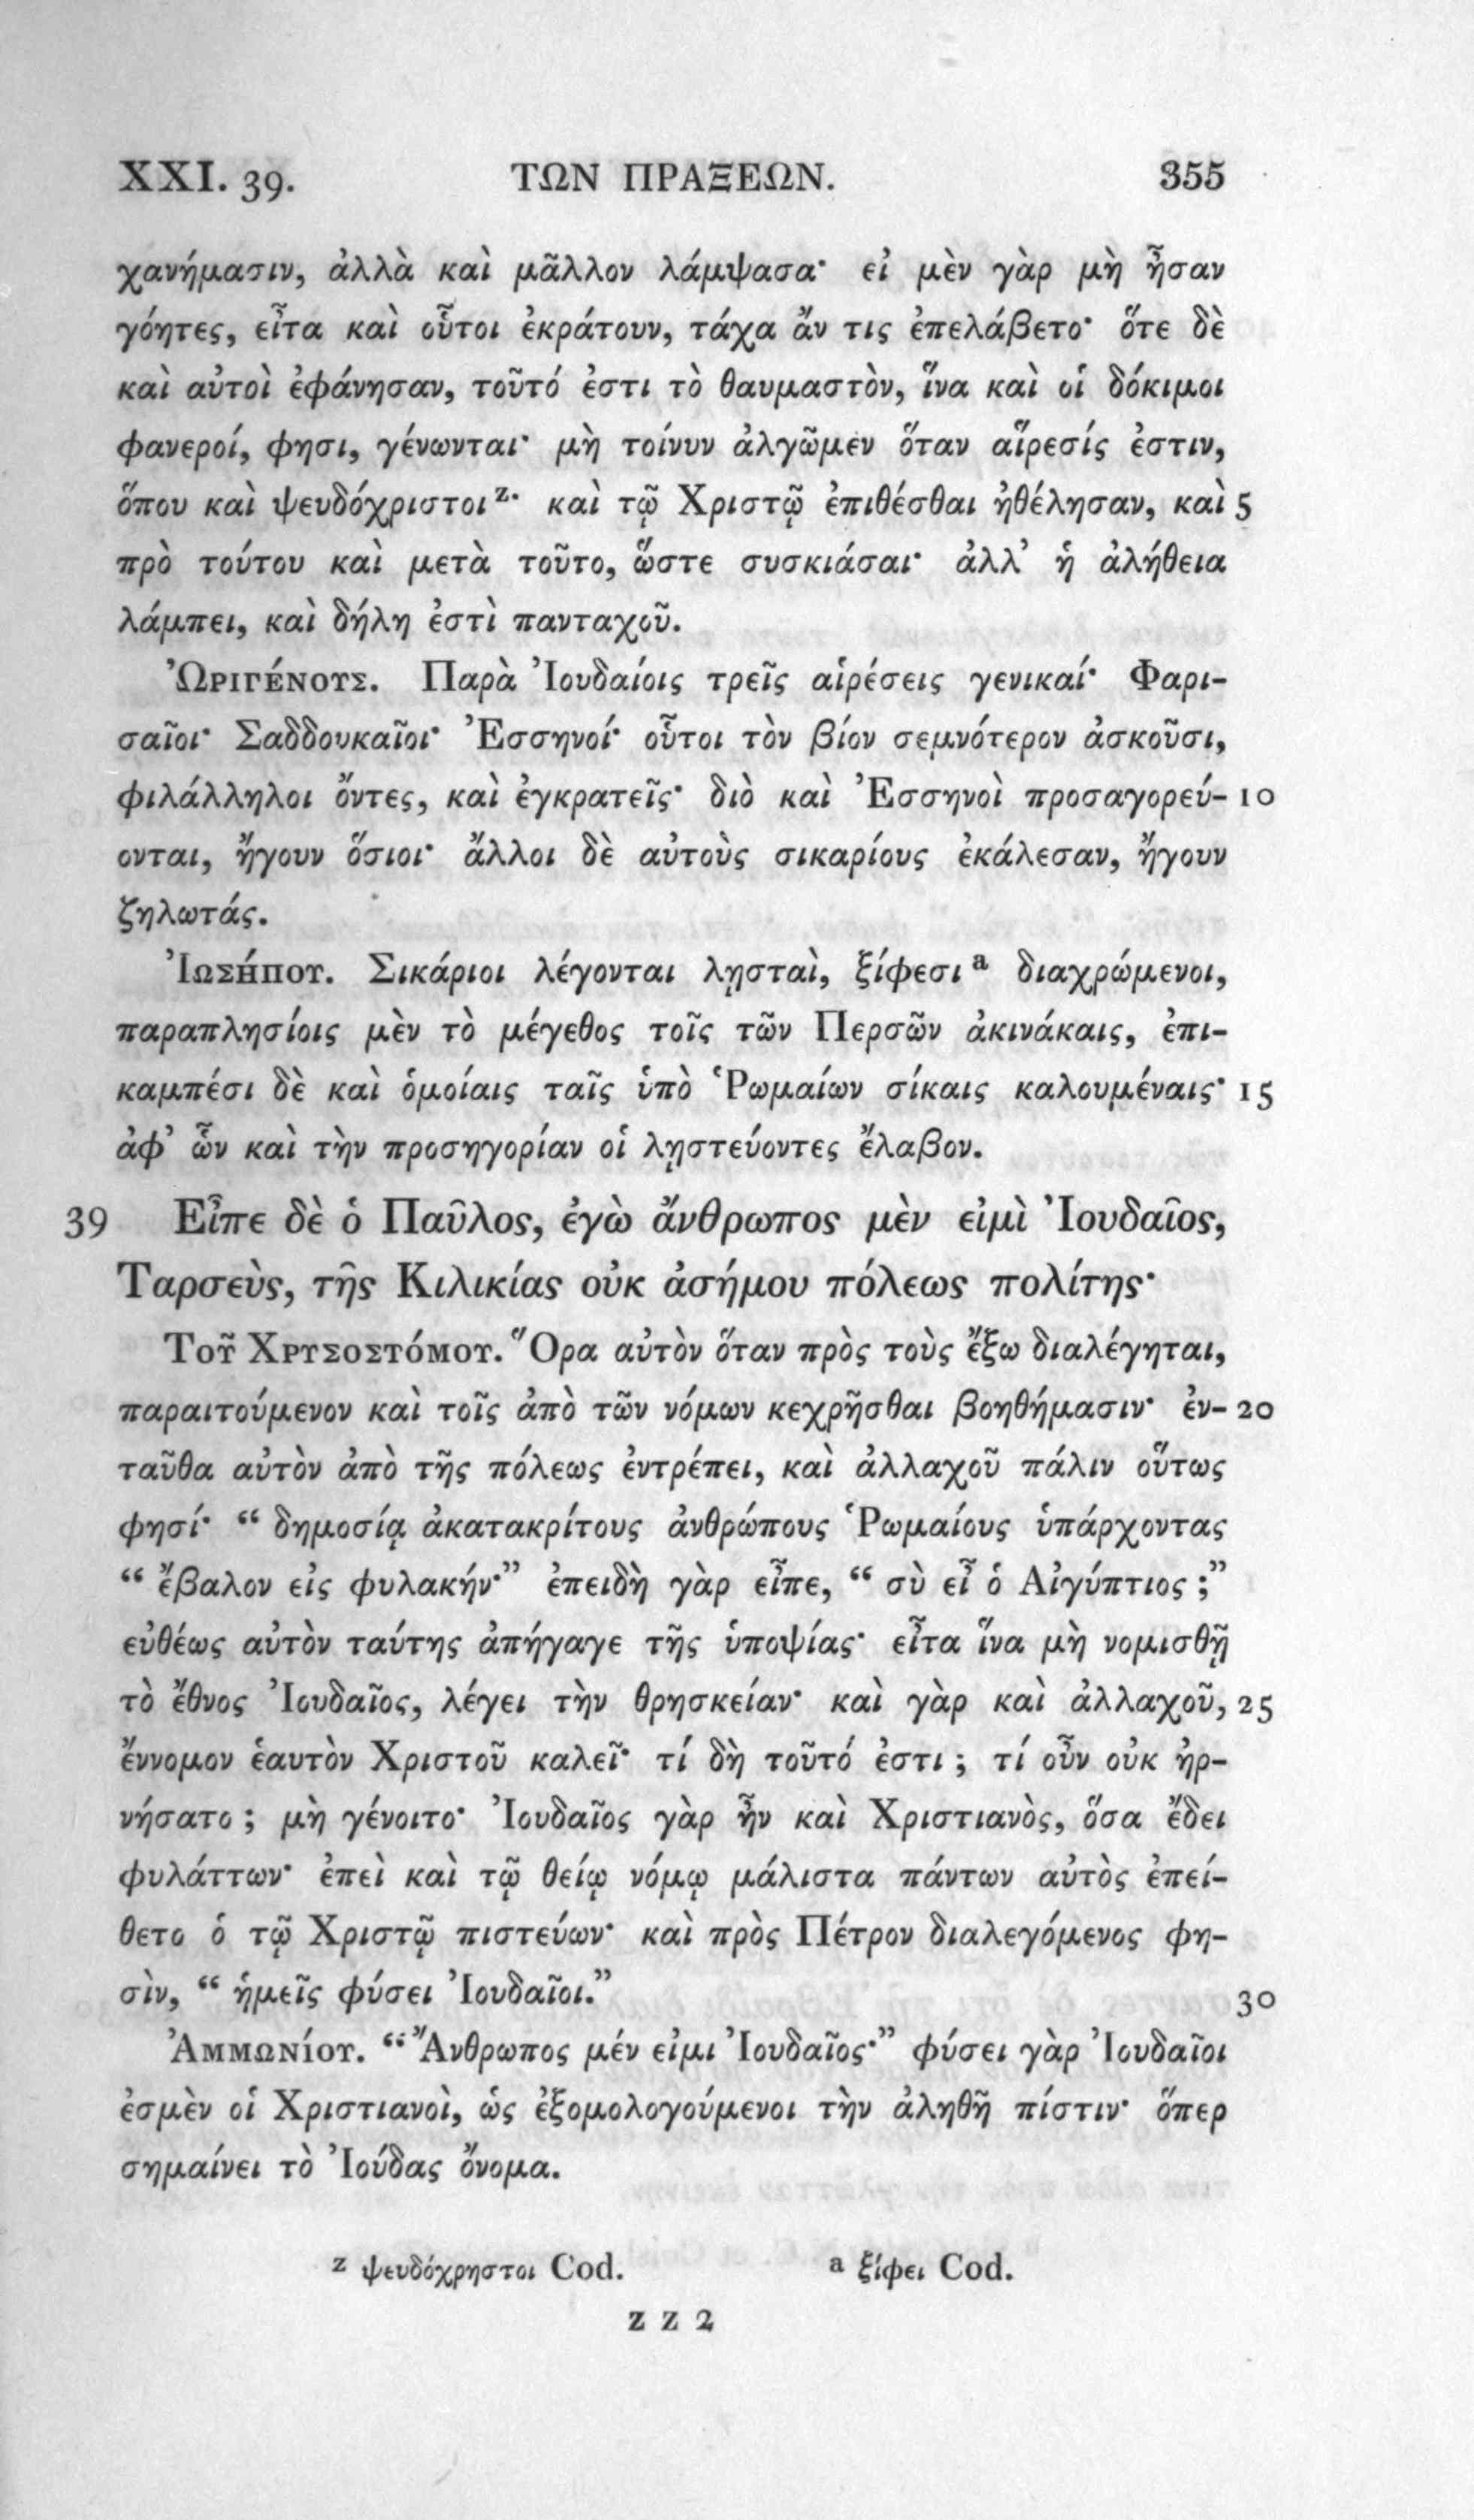 XXI. 39. ΤΩΝ ΠΡΑΞΕΩΝ. 355
χανήμασιν, ἀλλὰ καὶ μᾶλλον λάμψασα· εἰ μὲν γὰρ μὴ ἦσαν
γόητες, εἶτα καὶ οὗτοι ἐκράτουν, τάχα ἄν τις ἐπελάβετο· ὅτε δὲ
καὶ αὐτοὶ ἐφάνησαν, τοῦτό ἐστι τὸ θαυμαστὸν, ἵνα καὶ οἱ δόκιμοι
φανεροί, φησι, γένωνται· μὴ τοίνυν ἀλγῶμεν ὅταν αἵρεσίς ἐστιν,
ὅπου καὶ ψευδόχριστοι z· καὶ τῷ Χριστῷ ἐπιθέσθαι ἠθέλησαν, καὶ 5
πρὸ τούτου καὶ μετὰ τοῦτο, ὥστε συσκιάσαι· ἀλλ' ἡ ἀλήθεια
λάμπει, καὶ δήλη ἐστὶ πανταχοῦ.
ὨΡΙΓΈΝΟΥΣ. Παρὰ Ἰουδαίοις τρεῖς αἱρέσεις γενικαί· Φαρι-
σαῖοι· Σαδδουκαῖοι· Ἐσσηνοί· οὗτοι τὸν βίον σεμνότερον ἀσκοῦσι,
φιλάλληλοι ὄντες, καὶ ἐγκρατεῖς· διὸ καὶ Ἐσσηνοὶ προσαγορεύ- 10
ονται, ἤγουν ὅσιοι· ἄλλοι δὲ αὐτοὺς σικαρίους ἐκάλεσαν, ἤγουν
ζηλωτάς.
ἸΩΣΉΠΟΥ. Σικάριοι λέγονται λῃσταὶ, ξίφεσι a διαχρώμενοι,
παραπλησίοις μὲν τὸ μέγεθος τοῖς τῶν Περσῶν ἀκινάκαις, ἐπι-
καμπέσι δὲ καὶ ὁμοίαις ταῖς ὑπὸ Ῥωμαίων σίκαις καλουμέναις· 15
ἀφ' ὧν καὶ τὴν προσηγορίαν οἱ λῃστεύοντες ἔλαβον.
39 Εἶπε δὲ ὁ Παῦλος, ἐγὼ ἄνθρωπος μὲν εἰμὶ Ἰουδαῖος,
Ταρσεὺς, τῆς Κιλικίας οὐκ ἀσήμου πόλεως πολίτης·
ΤΟῦ ΧΡΥΣΟΣΤΌΜΟΥ. Ὅρα αὐτὸν ὅταν πρὸς τοὺς ἔξω διαλέγηται,
παραιτούμενον καὶ τοῖς ἀπὸ τῶν νόμων κεχρῆσθαι βοηθήμασιν· ἐν- 20
ταῦθα αὐτὸν ἀπὸ τῆς πόλεως ἐντρέπει, καὶ ἀλλαχοῦ πάλιν οὕτως
φησί· “ δημοσίᾳ ἀκατακρίτους ἀνθρώπους Ῥωμαίους ὑπάρχοντας
“ ἔβαλον εἰς φυλακήν·” ἐπειδὴ γὰρ εἶπε, “ σὺ εἶ ὁ Αἰγύπτιος ;”
εὐθέως αὐτὸν ταύτης ἀπήγαγε τῆς ὑποψίας· εἶτα ἵνα μὴ νομισθῇ
τὸ ἔθνος Ἰουδαῖος, λέγει τὴν θρησκείαν· καὶ γὰρ καὶ ἀλλαχοῦ, 25
ἔννομον ἑαυτὸν Χριστοῦ καλεῖ· τί δὴ τοῦτό ἐστι ; τί οὖν οὐκ ἠρ-
νήσατο ; μὴ γένοιτο· Ἰουδαῖος γὰρ ἦν καὶ Χριστιανὸς, ὅσα ἔδει
φυλάττων· ἐπεὶ καὶ τῷ θείῳ νόμῳ μάλιστα πάντων αὐτὸς ἐπεί-
θετο ὁ τῷ Χριστῷ πιστεύων· καὶ πρὸς Πέτρον διαλεγόμενος φη-
σὶν, “ ἡμεῖς φύσει Ἰουδαῖοι.” 30
ἈΜΜΩΝΊΟΥ. “ Ἄνθρωπος μέν εἰμι Ἰουδαῖος·” φύσει γὰρ Ἰουδαῖοι
ἐσμὲν οἱ Χριστιανοὶ, ὡς ἐξομολογούμενοι τὴν ἀληθῆ πίστιν· ὅπερ
σημαίνει τὸ Ἰούδας ὄνομα.
z ψευδόχρηστοι Cod. a ξίφει Cod.
z z 2